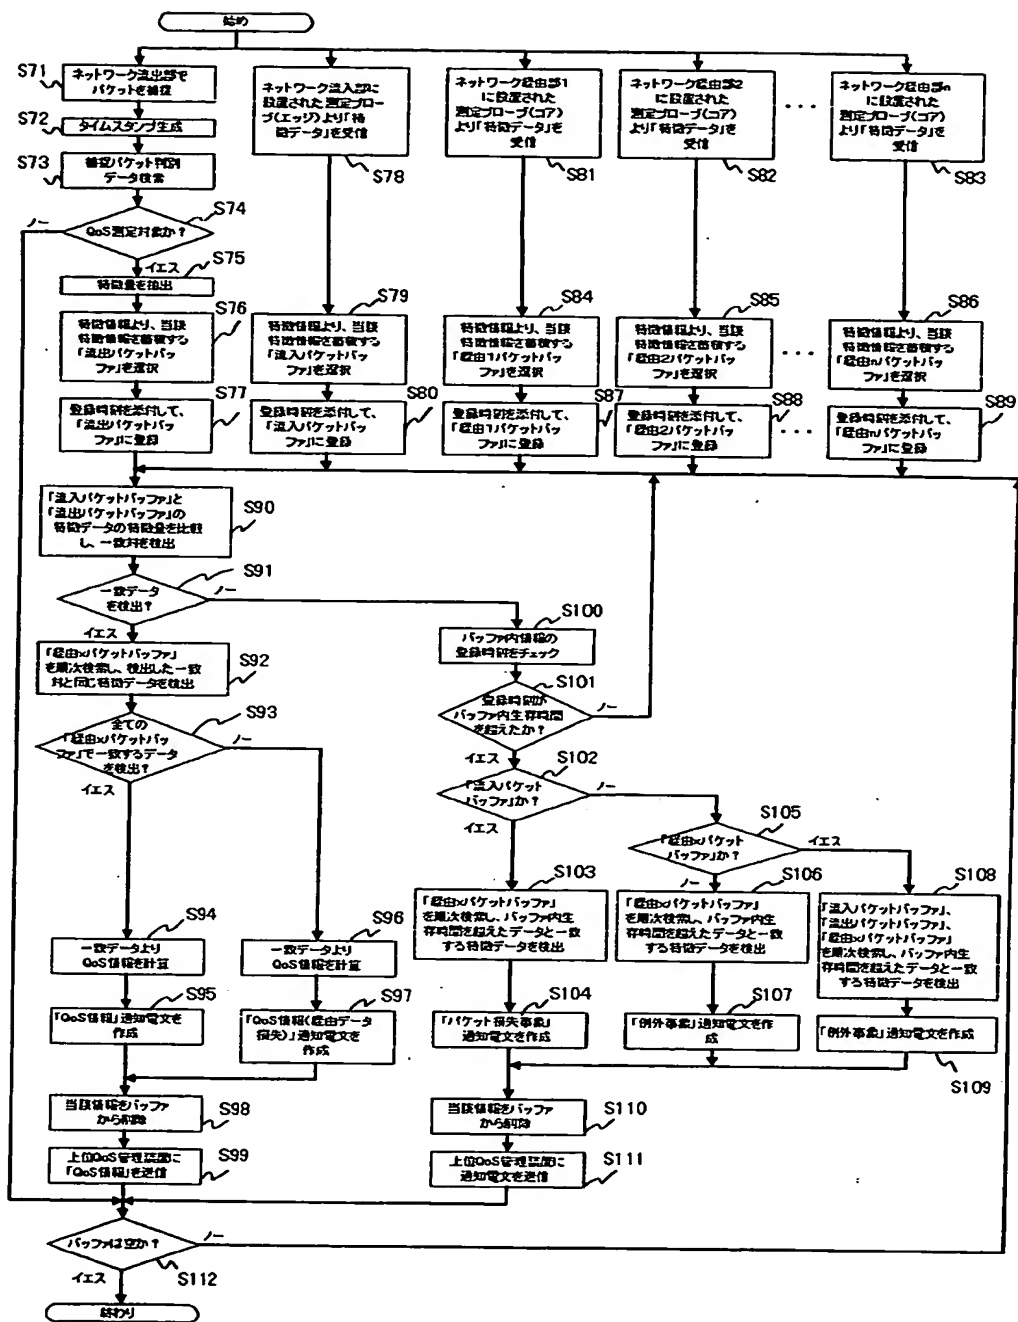 始め
S71
ネットワーク流出部で
パケットを捕捉
S72
タイムスタンプ生成
S73
捕捉パケット判別
データ検索
S74
QoS測定対象か？
ノー
イエス
S75
特徴量を抽出
S76
特徴情報より、当該
特徴情報を蓄積する
「流出パケットバッ
ファ」を選択
S77
登録時刻を添付して、
「流出パケットバッ
ファ」に登録
ネットワーク流入部に
設置された測定プロー
ブ(エッジ)より「特
徴データ」を受信
S78
S79
特徴情報より、当該
特徴情報を蓄積する
「流入パケットバッ
ファ」を選択
S80
登録時刻を添付して、
「流入パケットバッ
ファ」に登録
ネットワーク経由部1
に設置された
測定プローブ(コア)
より「特徴データ」を
受信
S81
S84
特徴情報より、当該
特徴情報を蓄積する
「経由1パケットバッ
ファ」を選択
S87
登録時刻を添付して、
「経由1パケットバッ
ファ」に登録
ネットワーク経由部2
に設置された
測定プローブ(コア)
より「特徴データ」を
受信
S82
S85
特徴情報より、当該
特徴情報を蓄積する
「経由2パケットバッ
ファ」を選択
S88
登録時刻を添付して、
「経由2パケットバッ
ファ」に登録
・・・
・・・
・・・
ネットワーク経由部n
に設置された
測定プローブ(コア)
より「特徴データ」を
受信
S83
S86
特徴情報より、当該
特徴情報を蓄積する
「経由nパケットバッ
ファ」を選択
S89
登録時刻を添付して、
「経由nパケットバッ
ファ」に登録
「流入パケットバッファ」と
「流出パケットバッファ」の
特徴データの特徴量を比較
し、一致対を検出
S90
S91
一致データ
を検出？
ノー
イエス
「経由xパケットバッファ」
を順次検索し、検出した一致
対と同じ特徴データを検出
S92
S93
全ての
「経由xパケットバッ
ファ」で一致するデータ
を検出？
ノー
イエス
S94
一致データより
QoS情報を計算
S95
「QoS情報」通知電文を
作成
S96
一致データより
QoS情報を計算
S97
「QoS情報(経由データ
損失)」通知電文を
作成
当該情報をバッファ
から削除
S98
上位QoS管理装置に
「QoS情報」を送信
S99
S100
バッファ内情報の
登録時刻をチェック
S101
登録時刻が
バッファ内生存時間
を超えたか？
ノー
イエス
S102
「流入パケット
バッファ」か？
ノー
イエス
S105
「経由xパケット
バッファ」か？
イエス
ノー
S103
「経由xパケットバッファ」
を順次検索し、バッファ内生
存時間を超えたデータと一致
する特徴データを検出
S104
「パケット損失事象」
通知電文を作成
S106
「経由xパケットバッファ」
を順次検索し、バッファ内生
存時間を超えたデータと一致
する特徴データを検出
S107
「例外事象」通知電文を作
成
S108
「流入パケットバッファ」、
「流出パケットバッファ」、
「経由xパケットバッファ」
を順次検索し、バッファ内生
存時間を超えたデータと一致
する特徴データを検出
「例外事象」通知電文を作成
S109
当該情報をバッファ
から削除
S110
上位QoS管理装置に
通知電文を送信
S111
バッファは空か？
ノー
イエス
S112
終わり